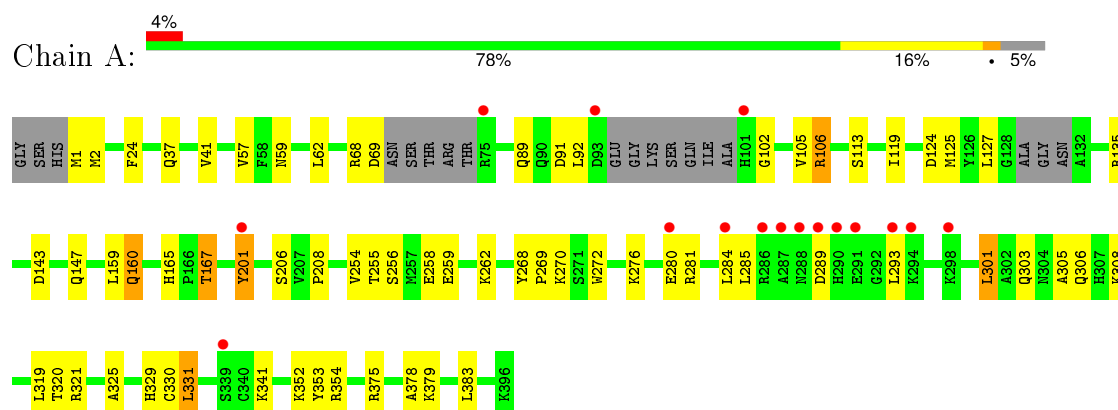 4%
Chain A:
78% 16% • 5%
GLY SER HIS M1 M2 F24 Q37 V41 V57 F58 N59 L62 R68 D69 ASN SER THR ARG THR R75 Q89 Q90 D91 L92 D93 GLU GLY LYS SER GLN ILE ALA H101 G102 V105 R106 S113 I119 D124 M125 Y126 L127 G128 ALA GLY ASN A132 R135
D143 Q147 L159 Q160 H165 P166 T167 Y201 S206 V207 P208 V254 T255 S256 M257 E258 E259 K262 Y268 P269 K270 S271 W272 K276 E280 R281 L284 L285 R286 A287 N288 D289 H290 E291 G292 L293 K294 K298 L301 A302 Q303 N304 A305 Q306 H307 K308
L319 T320 R321 A325 H329 C330 L331 S339 C340 K341 K352 Y353 R354 R375 A378 K379 L383 K396